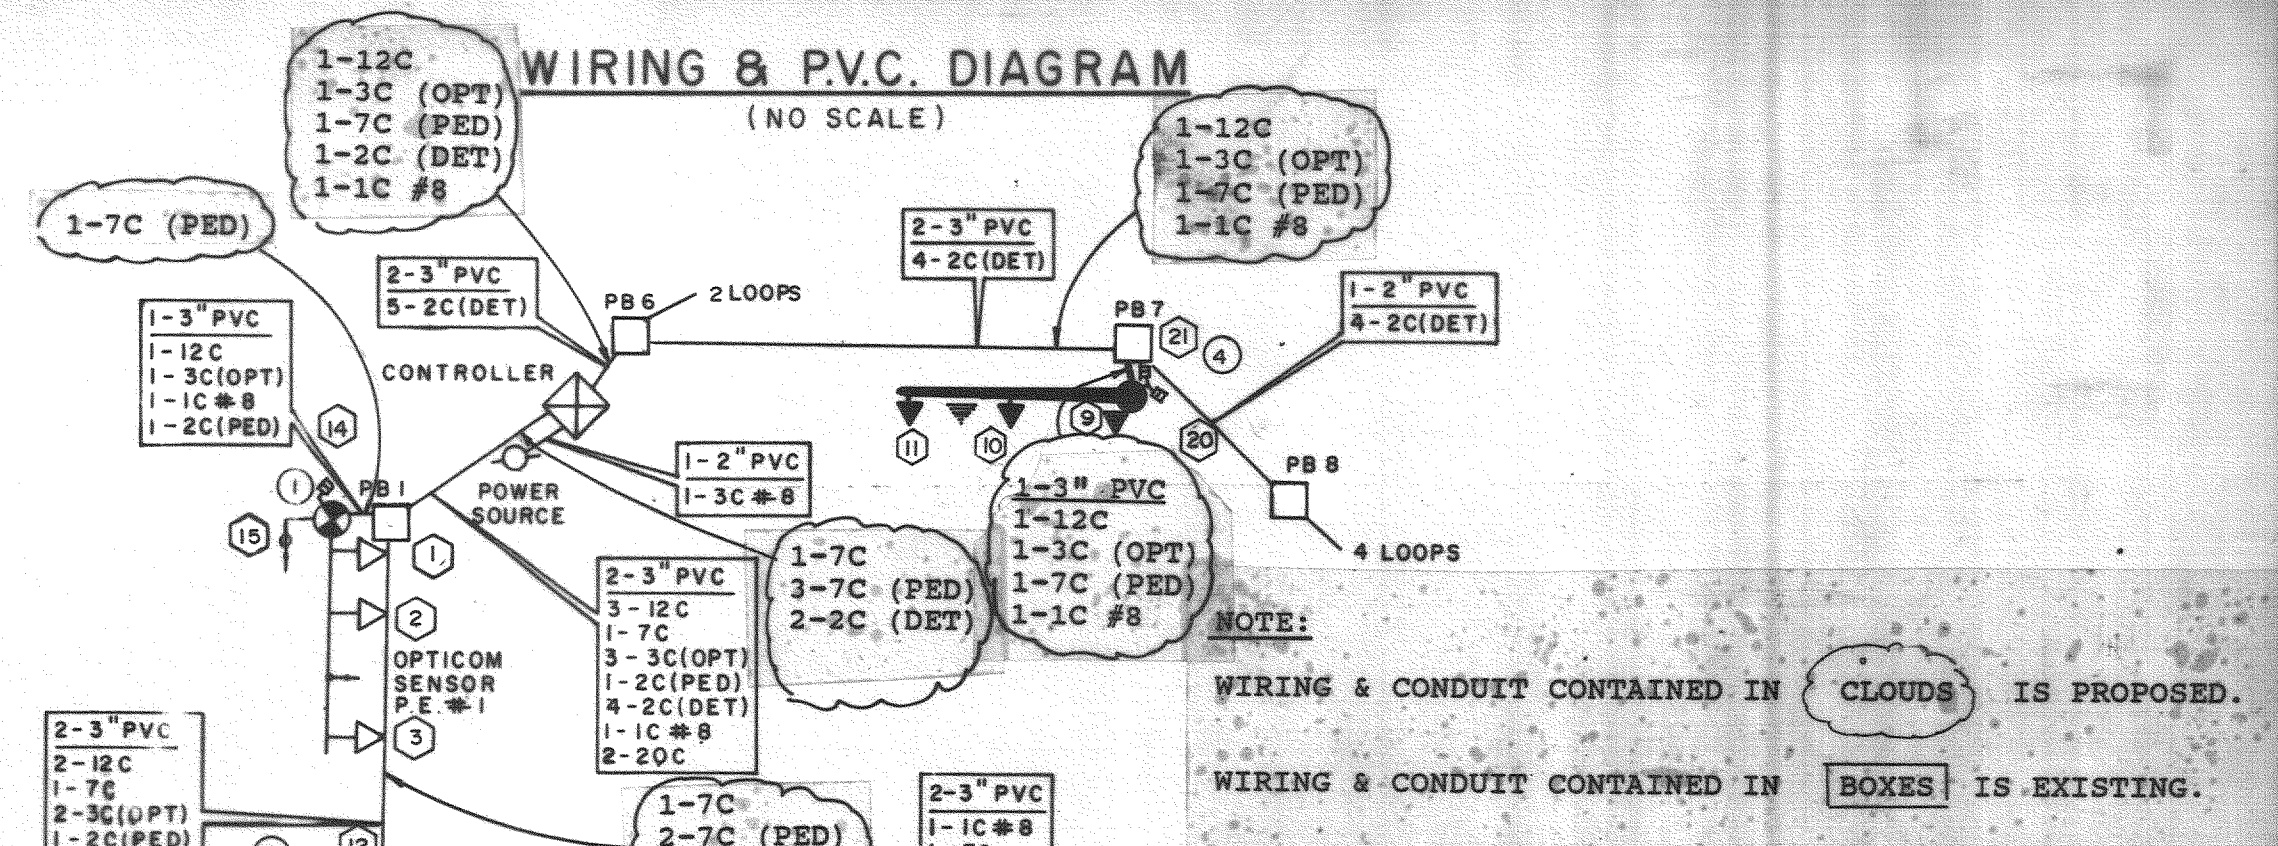 WIRING & P.V.C. DIAGRAM
(NO SCALE)
1-12C
1-3C (OPT)
1-7C (PED)
1-2C (DET)
1-1C #8
1-7C (PED)
1-12C
1-3C (OPT)
1-7C (PED)
1-1C #8
2-3" PVC
4-2C(DET)
2-3" PVC
5-2C(DET)
PB 6
2 LOOPS
PB 7
21
4
1-2" PVC
4-2C(DET)
1-3" PVC
1-12C
1-3C(OPT)
1-1C #8
1-2C(PED)
CONTROLLER
14
11
10
9
20
PB 8
4 LOOPS
1
PB 1
15
POWER
SOURCE
1-2" PVC
1-3C #8
1-3" PVC
1-12C
1-3C (OPT)
1-7C (PED)
1-1C #8
1-7C
3-7C (PED)
2-2C (DET)
1
2
3
OPTICOM
SENSOR
P.E. #1
2-3" PVC
3-12C
1-7C
3-3C(OPT)
1-2C(PED)
4-2C(DET)
1-1C #8
2-20C
NOTE:
WIRING & CONDUIT CONTAINED IN CLOUDS IS PROPOSED.
WIRING & CONDUIT CONTAINED IN BOXES IS EXISTING.
2-3" PVC
2-12C
1-7C
2-3C(OPT)
1-2C(PED)
12
1-7C
2-7C (PED)
2-3" PVC
1-1C #8